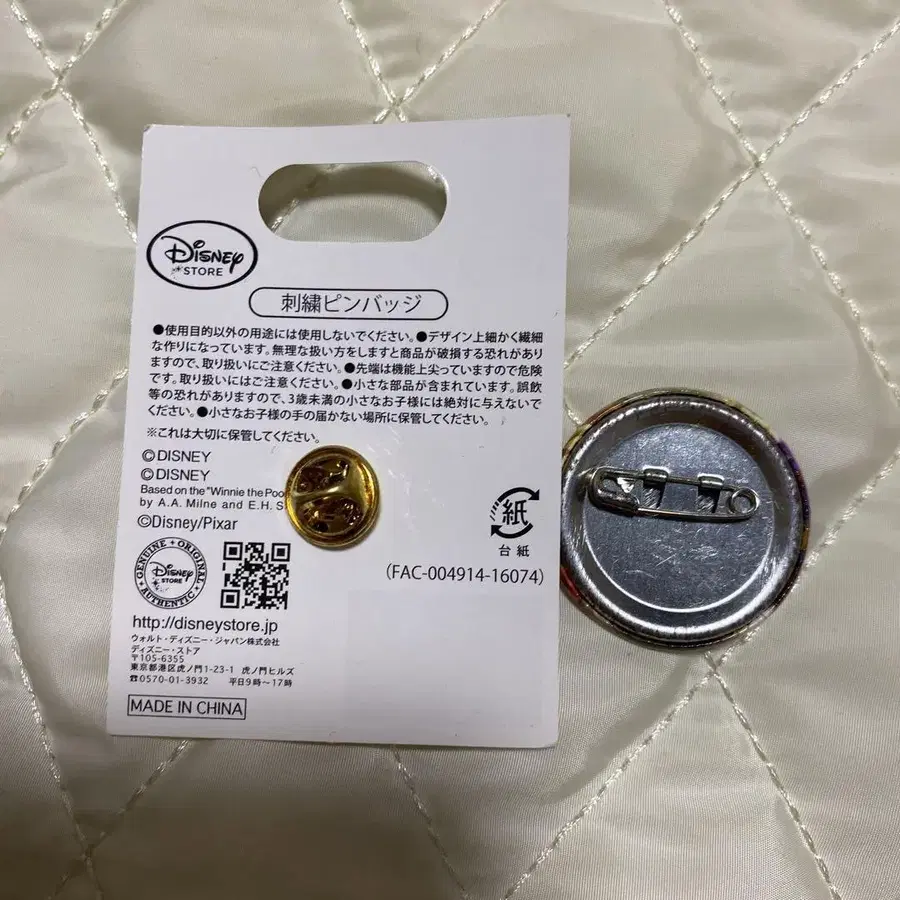 Disney
STORE
刺繍ピンバッジ
●使用目的以外の用途には使用しないでください。●デザイン上細かく繊細
な作りになっています。無理な扱い方をしますと商品が破損する恐れがあり
ますので、取り扱いにご注意ください。●先端は機能上尖っていますので危険
です。取り扱いにはご注意ください。●小さな部品が含まれています。誤飲
等の恐れがありますので、3歳未満の小さなお子様には絶対に与えないで
ください。●小さなお子様の手の届かない場所に保管してください。
※これは大切に保管してください。
©DISNEY
©DISNEY
Based on the "Winnie the
by A.A. Milne and E.H.
©Disney/Pixar
紙
台紙
(FAC-004914-16074)
GENUINE • ORIGINAL
Disney
STORE
AUTHENTIC
http://disneystore.jp
ウォルト・ディズニー・ジャパン株式会社
ディズニー・ストア
〒105-6355
東京都港区虎ノ門1-23-1 虎ノ門ヒルズ
☎0570-01-3932 平日9時〜17時
MADE IN CHINA